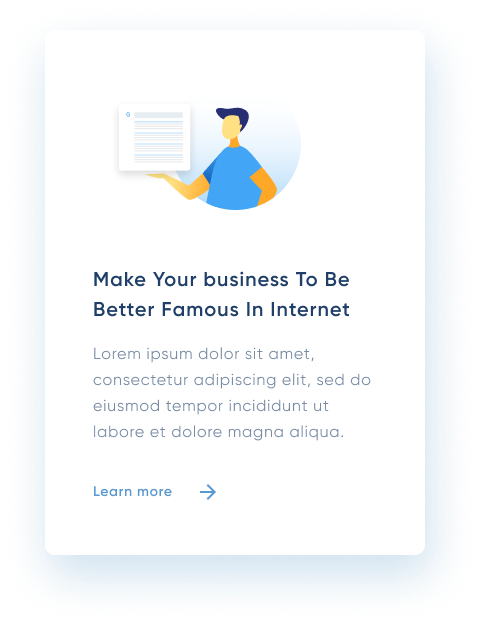 G
Make Your business To Be
Better Famous In Internet
Lorem ipsum dolor sit amet,
consectetur adipiscing elit, sed do
eiusmod tempor incididunt ut
labore et dolore magna aliqua.
Learn more